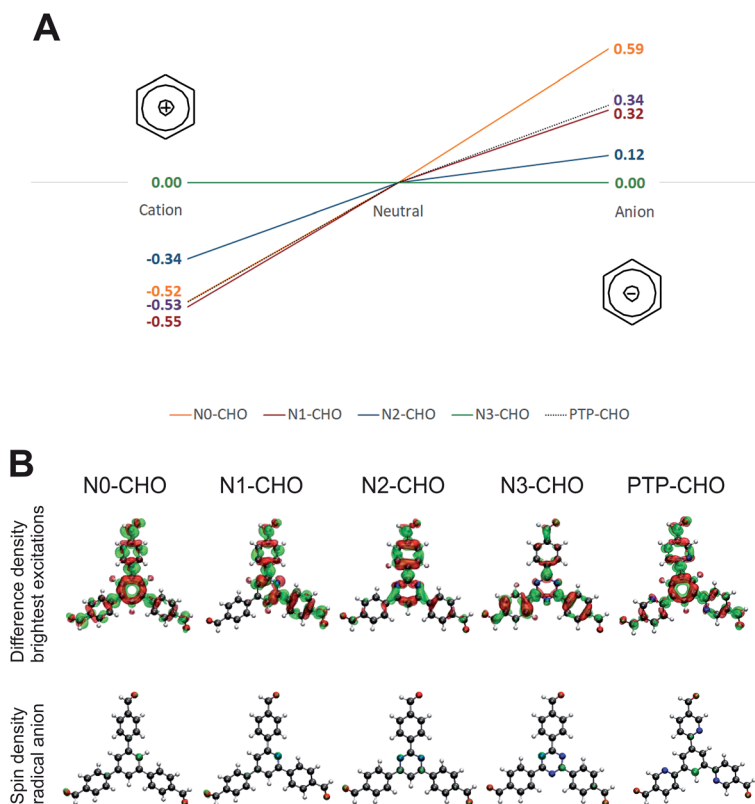 A
0.59
0.34
0.32
0.12
0.00
0.00
Cation
Neutral
Anion
-0.34
-0.52
-0.53
-0.55
N0-CHO
N1-CHO
N2-CHO
N3-CHO
PTP-CHO
B
N0-CHO
N1-CHO
N2-CHO
N3-CHO
PTP-CHO
Difference density
brightest excitations
Spin density
radical anion